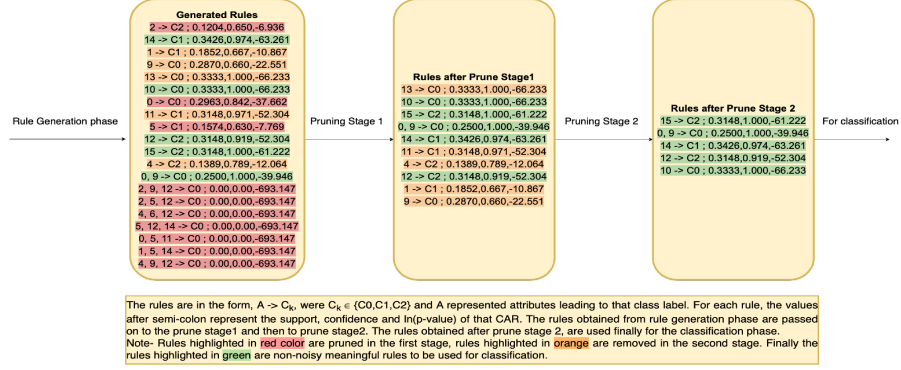 Generated Rules
2 -> C2 ; 0.1204,0.650,-6.936
14 -> C1 ; 0.3426,0.974,-63.261
1 -> C1 ; 0.1852,0.667,-10.867
9 -> C0 ; 0.2870,0.660,-22.551
13 -> C0 ; 0.3333,1.000,-66.233
10 -> C0 ; 0.3333,1.000,-66.233
0 -> C0 ; 0.2963,0.842,-37.662
11 -> C1 ; 0.3148,0.971,-52.304
5 -> C1 ; 0.1574,0.630,-7.769
12 -> C2 ; 0.3148,0.919,-52.304
15 -> C2 ; 0.3148,1.000,-61.222
4 -> C2 ; 0.1389,0.789,-12.064
0, 9 -> C0 ; 0.2500,1.000,-39.946
2, 9, 12 -> C0 ; 0.00,0.00,-693.147
2, 5, 12 -> C0 ; 0.00,0.00,-693.147
4, 6, 12 -> C0 ; 0.00,0.00,-693.147
5, 12, 14 -> C0 ; 0.00,0.00,-693.147
0, 5, 11 -> C0 ; 0.00,0.00,-693.147
1, 5, 14 -> C0 ; 0.00,0.00,-693.147
4, 9, 12 -> C0 ; 0.00,0.00,-693.147
Rule Generation phase
Pruning Stage 1
Rules after Prune Stage1
13 -> C0 ; 0.3333,1.000,-66.233
10 -> C0 ; 0.3333,1.000,-66.233
15 -> C2 ; 0.3148,1.000,-61.222
0, 9 -> C0 ; 0.2500,1.000,-39.946
14 -> C1 ; 0.3426,0.974,-63.261
11 -> C1 ; 0.3148,0.971,-52.304
4 -> C2 ; 0.1389,0.789,-12.064
12 -> C2 ; 0.3148,0.919,-52.304
1 -> C1 ; 0.1852,0.667,-10.867
9 -> C0 ; 0.2870,0.660,-22.551
Pruning Stage 2
Rules after Prune Stage 2
15 -> C2 ; 0.3148,1.000,-61.222
0, 9 -> C0 ; 0.2500,1.000,-39.946
14 -> C1 ; 0.3426,0.974,-63.261
12 -> C2 ; 0.3148,0.919,-52.304
10 -> C0 ; 0.3333,1.000,-66.233
For classification
The rules are in the form, A -> Cₖ, were Cₖ ∈ {C0,C1,C2} and A represented attributes leading to that class label. For each rule, the values
after semi-colon represent the support, confidence and ln(p-value) of that CAR. The rules obtained from rule generation phase are passed
on to the prune stage1 and then to prune stage2. The rules obtained after prune stage 2, are used finally for the classification phase.
Note- Rules highlighted in red color are pruned in the first stage, rules highlighted in orange are removed in the second stage. Finally the
rules highlighted in green are non-noisy meaningful rules to be used for classification.